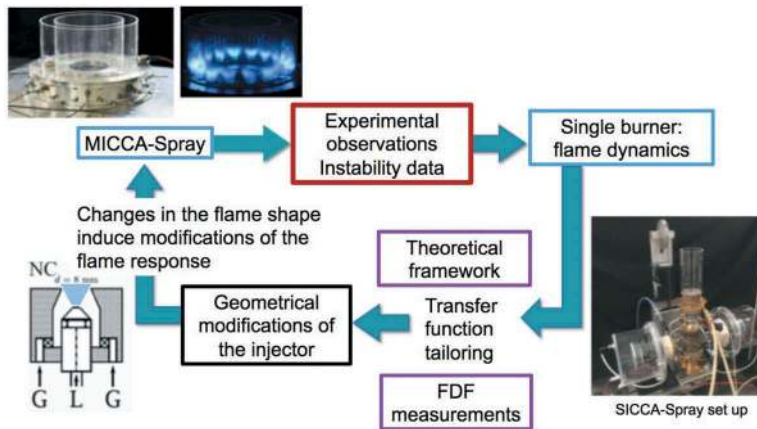 MICCA-Spray
Experimental
observations
Instability data
Single burner:
flame dynamics
Changes in the flame shape
induce modifications of the
flame response
Theoretical
framework
Transfer
function
tailoring
FDF
measurements
Geometrical
modifications of
the injector
NC
d = 8 mm
G L G
SICCA-Spray set up